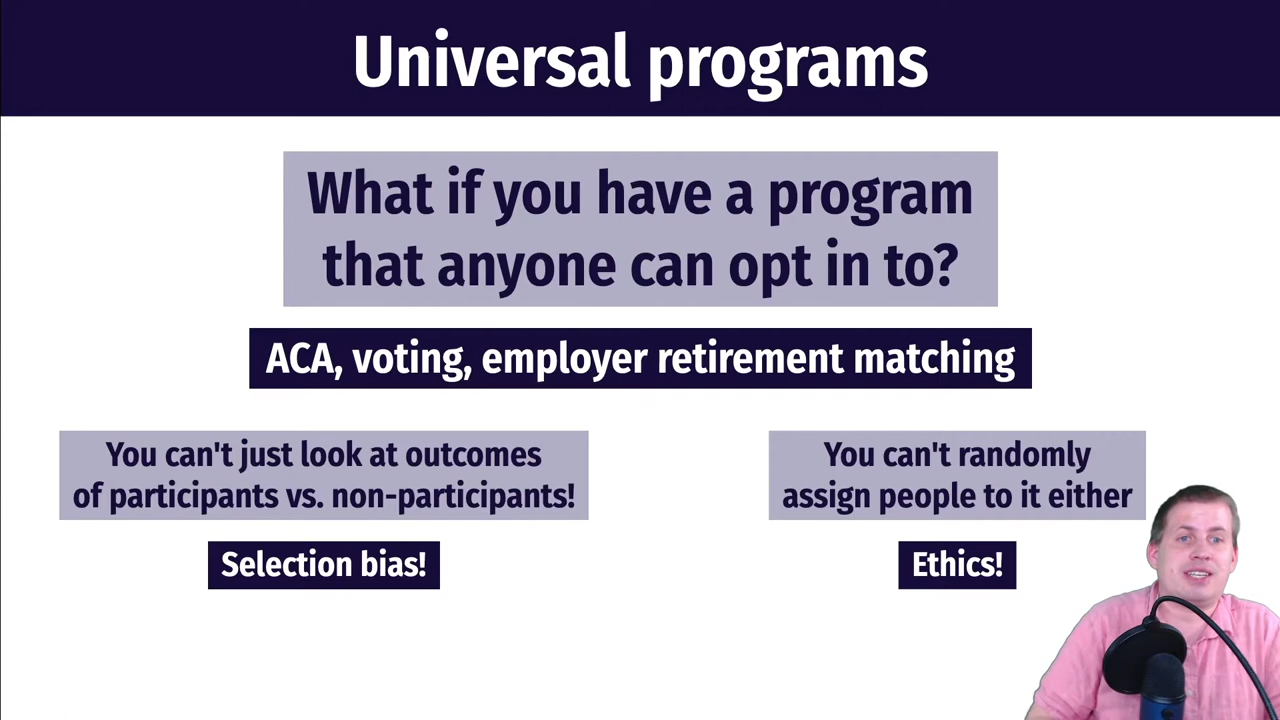 Universal programs
What if you have a program
that anyone can opt in to?
ACA, voting, employer retirement matching
You can't just look at outcomes
of participants vs. non-participants!
Selection bias!
You can't randomly
assign people to it either
Ethics!